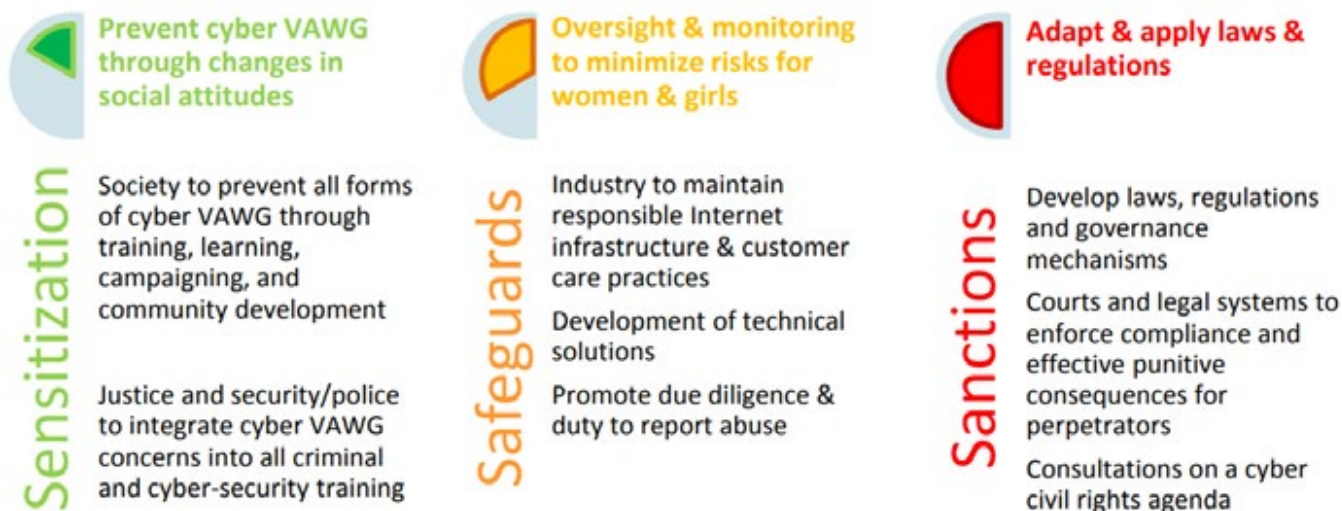 Prevent cyber VAWG
through changes in
social attitudes
Sensitization
Society to prevent all forms
of cyber VAWG through
training, learning,
campaigning, and
community development
Justice and security/police
to integrate cyber VAWG
concerns into all criminal
and cyber-security training
Oversight & monitoring
to minimize risks for
women & girls
Safeguards
Industry to maintain
responsible Internet
infrastructure & customer
care practices
Development of technical
solutions
Promote due diligence &
duty to report abuse
Adapt & apply laws &
regulations
Sanctions
Develop laws, regulations
and governance
mechanisms
Courts and legal systems to
enforce compliance and
effective punitive
consequences for
perpetrators
Consultations on a cyber
civil rights agenda